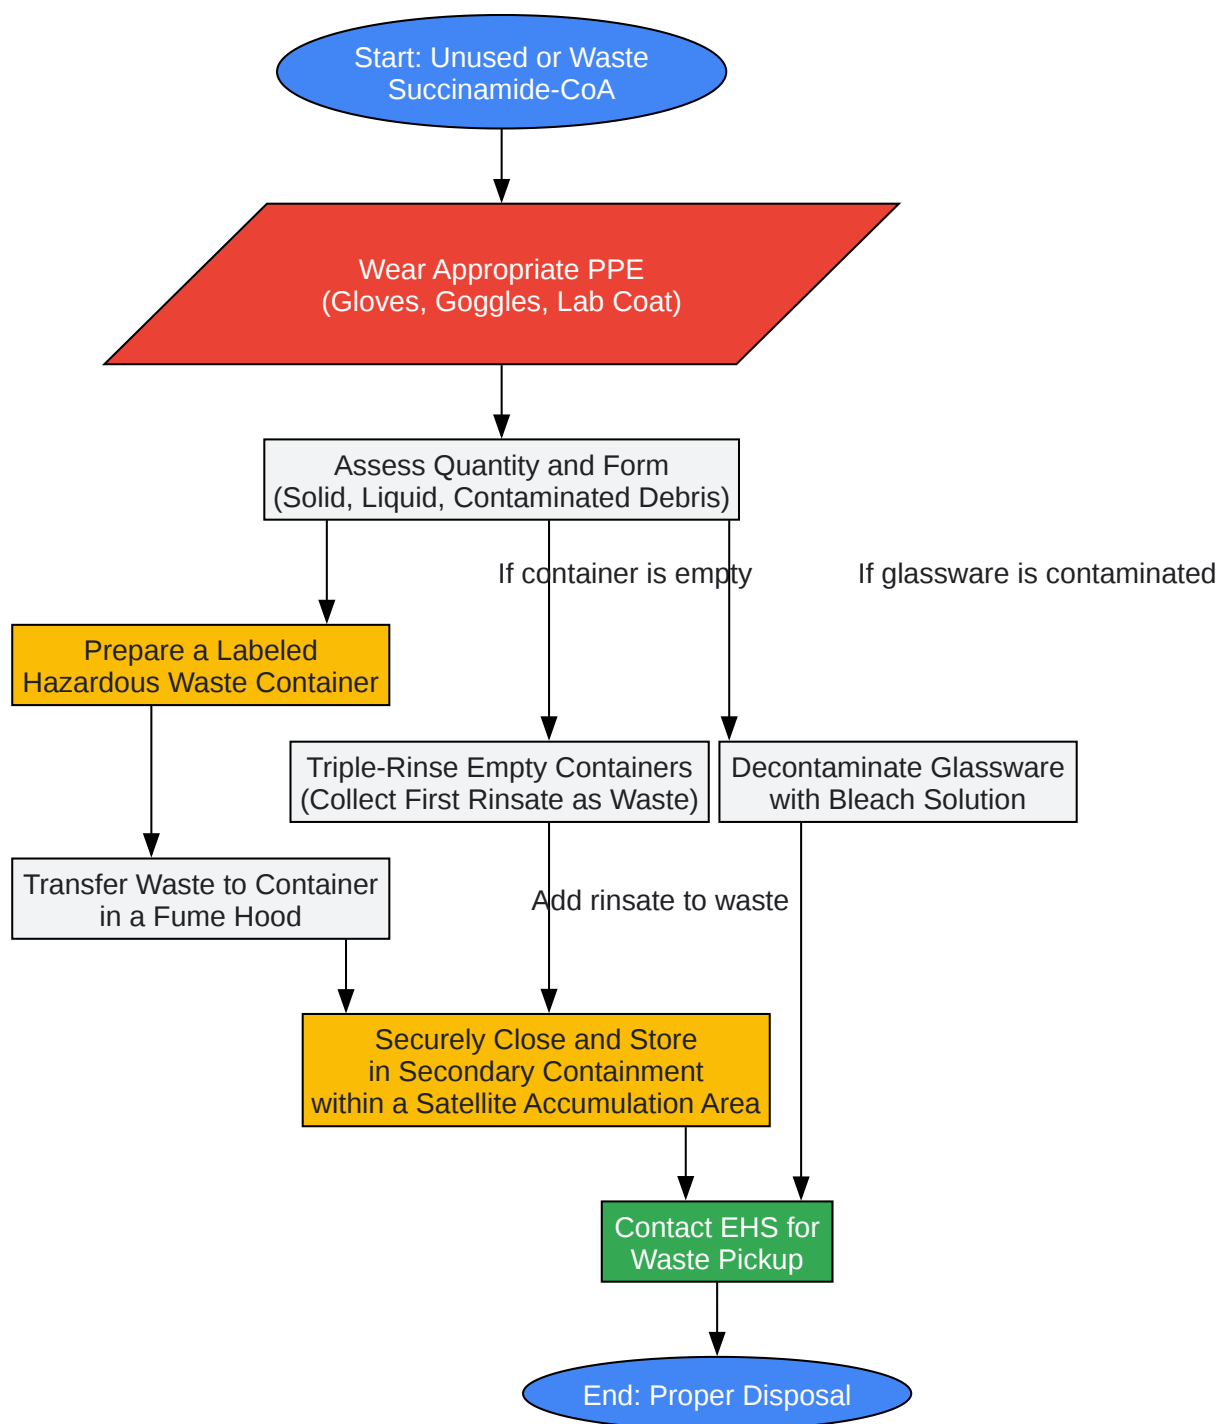 Start: Unused or Waste
Succinamide-CoA
Wear Appropriate PPE
(Gloves, Goggles, Lab Coat)
Assess Quantity and Form
(Solid, Liquid, Contaminated Debris)
If container is empty
If glassware is contaminated
Prepare a Labeled
Hazardous Waste Container
Triple-Rinse Empty Containers
(Collect First Rinsate as Waste)
Decontaminate Glassware
with Bleach Solution
Transfer Waste to Container
in a Fume Hood
Add rinsate to waste
Securely Close and Store
in Secondary Containment
within a Satellite Accumulation Area
Contact EHS for
Waste Pickup
End: Proper Disposal